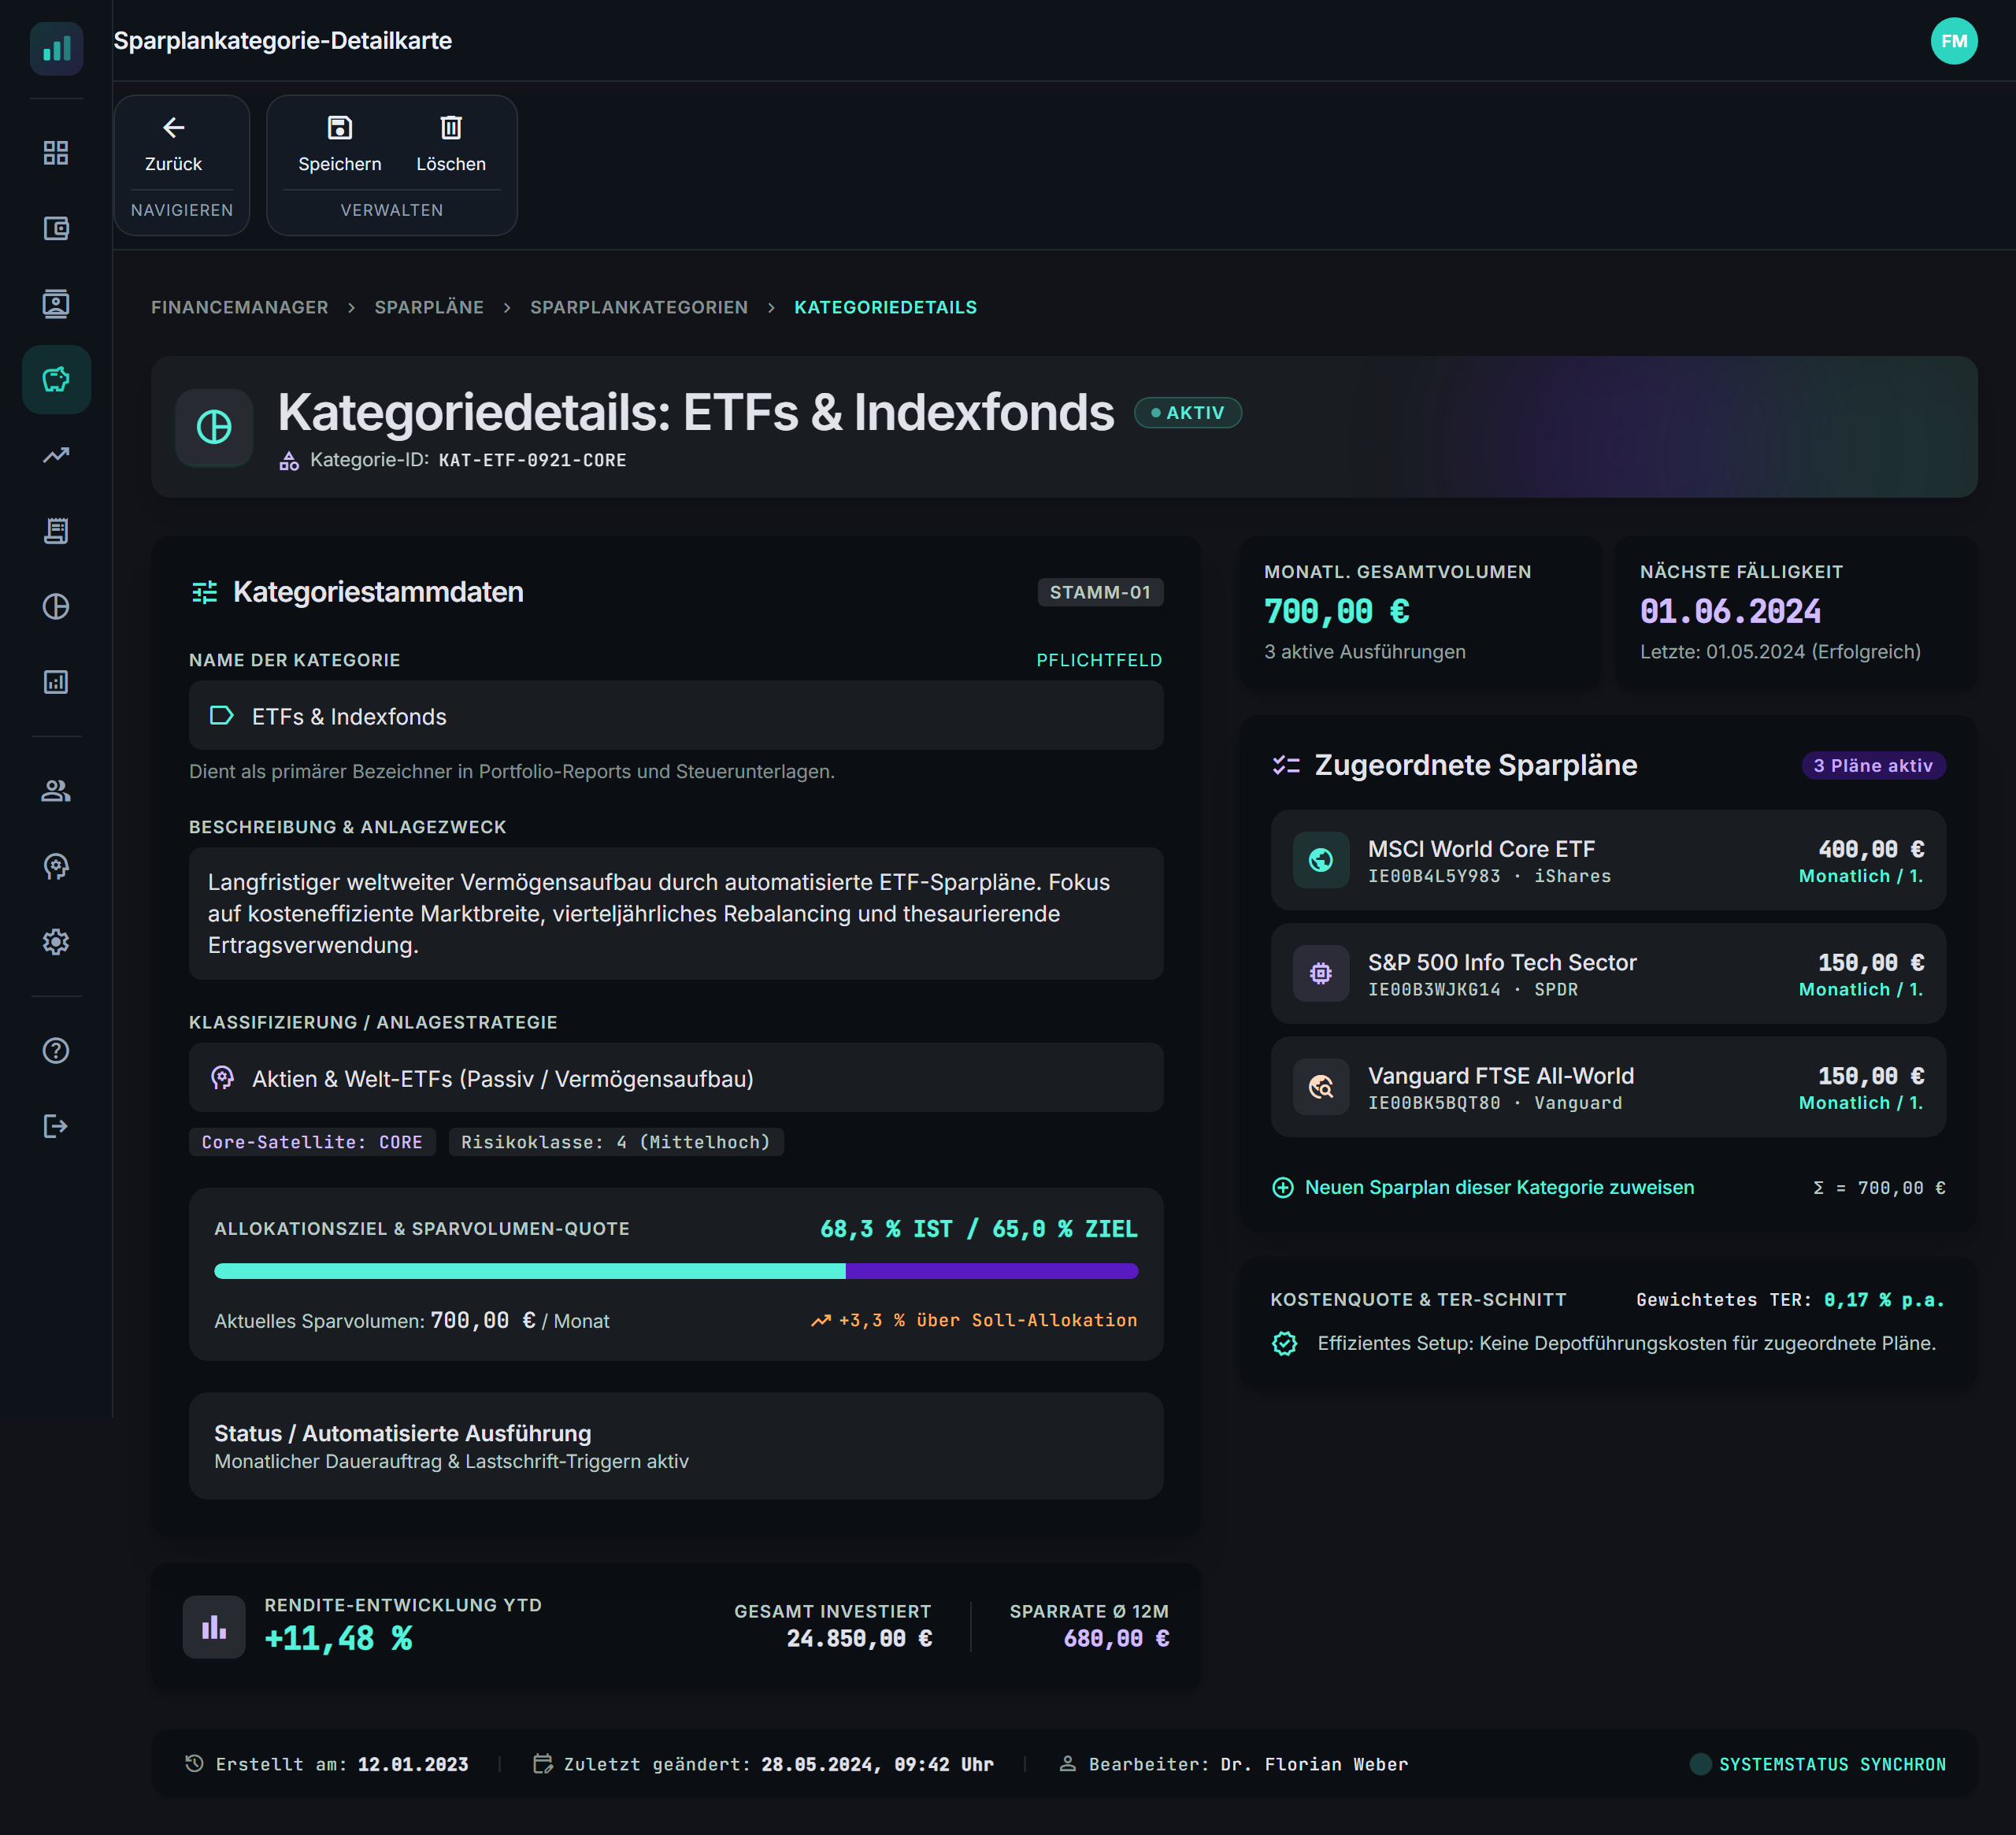 Sparplankategorie-Detailkarte
FM
Zurück
NAVIGIEREN
Speichern
Löschen
VERWALTEN
FINANCEMANAGER > SPARPLÄNE > SPARPLANKATEGORIEN > KATEGORIEDETAILS
Kategoriedetails: ETFs & Indexfonds
AKTIV
Kategorie-ID: KAT-ETF-0921-CORE
Kategoriestammdaten
STAMM-01
NAME DER KATEGORIE
PFLICHTFELD
ETFs & Indexfonds
Dient als primärer Bezeichner in Portfolio-Reports und Steuerunterlagen.
BESCHREIBUNG & ANLAGEZWECK
Langfristiger weltweiter Vermögensaufbau durch automatisierte ETF-Sparpläne. Fokus
auf kosteneffiziente Marktbreite, vierteljährliches Rebalancing und thesaurierende
Ertragsverwendung.
KLASSIFIZIERUNG / ANLAGESTRATEGIE
Aktien & Welt-ETFs (Passiv / Vermögensaufbau)
Core-Satellite: CORE
Risikoklasse: 4 (Mittelhoch)
ALLOKATIONSZIEL & SPARVOLUMEN-QUOTE
68,3 % IST / 65,0 % ZIEL
Aktuelles Sparvolumen: 700,00 € / Monat
+3,3 % über Soll-Allokation
Status / Automatisierte Ausführung
Monatlicher Dauerauftrag & Lastschrift-Triggern aktiv
RENDITE-ENTWICKLUNG YTD
+11,48 %
GESAMT INVESTIERT
24.850,00 €
SPARRATE Ø 12M
680,00 €
MONATL. GESAMTVOLUMEN
700,00 €
3 aktive Ausführungen
NÄCHSTE FÄLLIGKEIT
01.06.2024
Letzte: 01.05.2024 (Erfolgreich)
Zugeordnete Sparpläne
3 Pläne aktiv
MSCI World Core ETF
IE00B4L5Y983 · iShares
400,00 €
Monatlich / 1.
S&P 500 Info Tech Sector
IE00B3WJKG14 · SPDR
150,00 €
Monatlich / 1.
Vanguard FTSE All-World
IE00BK5BQT80 · Vanguard
150,00 €
Monatlich / 1.
Neuen Sparplan dieser Kategorie zuweisen
Σ = 700,00 €
KOSTENQUOTE & TER-SCHNITT
Gewichtetes TER: 0,17 % p.a.
Effizientes Setup: Keine Depotführungskosten für zugeordnete Pläne.
Erstellt am: 12.01.2023
Zuletzt geändert: 28.05.2024, 09:42 Uhr
Bearbeiter: Dr. Florian Weber
SYSTEMSTATUS SYNCHRON